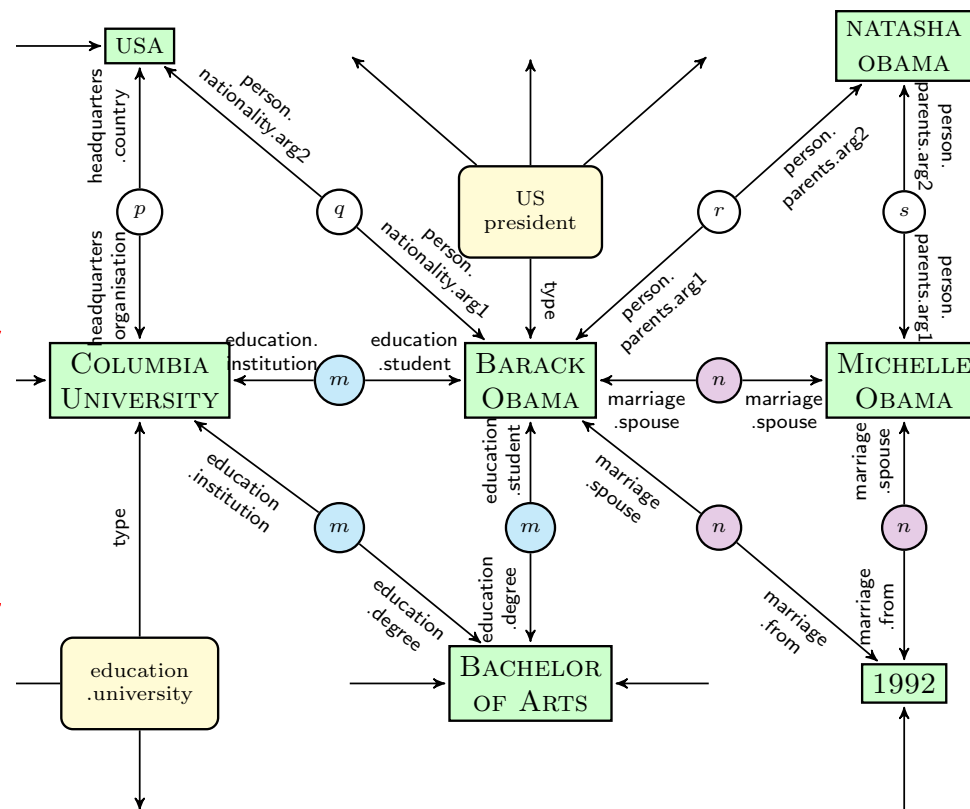 USA
NATASHA
OBAMA
headquarters
.country
person.
nationality.arg2
person.
parents.arg2
person.
parents.arg2
US
president
p
q
r
s
headquarters
organisation
person.
nationality.arg1
type
person.
parents.arg1
person.
parents.arg1
COLUMBIA
UNIVERSITY
education.
institution
m
education
.student
BARACK
OBAMA
marriage
.spouse
n
marriage
.spouse
MICHELLE
OBAMA
type
education
.institution
m
education
.degree
education
.student
m
education
.degree
marriage
.spouse
n
marriage
.from
marriage
.spouse
n
marriage
.from
education
.university
BACHELOR
OF ARTS
1992